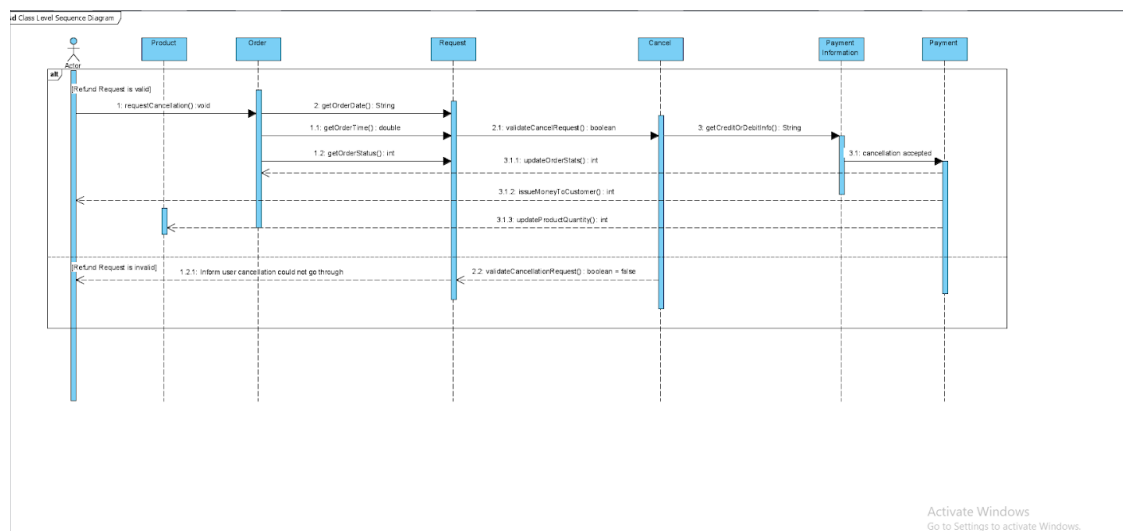 sd Class Level Sequence Diagram
Product
Order
Request
Cancel
Payment
Information
Payment
Actor
alt
[Refund Request is valid]
1: requestCancellation() :void
2: getOrderDate() : String
1.1: getOrderTime() : double
2.1: validateCancelRequest() : boolean
3: getCreditOrDebitInfo() : String
1.2: getOrderStatus() : int
3.1.1: updateOrderStats() : int
3.1: cancellation accepted
3.1.2: issueMoneyToCustomer() : int
3.1.3: updateProductQuantity() : int
[Refund Request is invalid]
1.2.1: Inform user cancellation could not go through
2.2: validateCancellationRequest() : boolean = false
Activate Windows
Go to Settings to activate Windows.